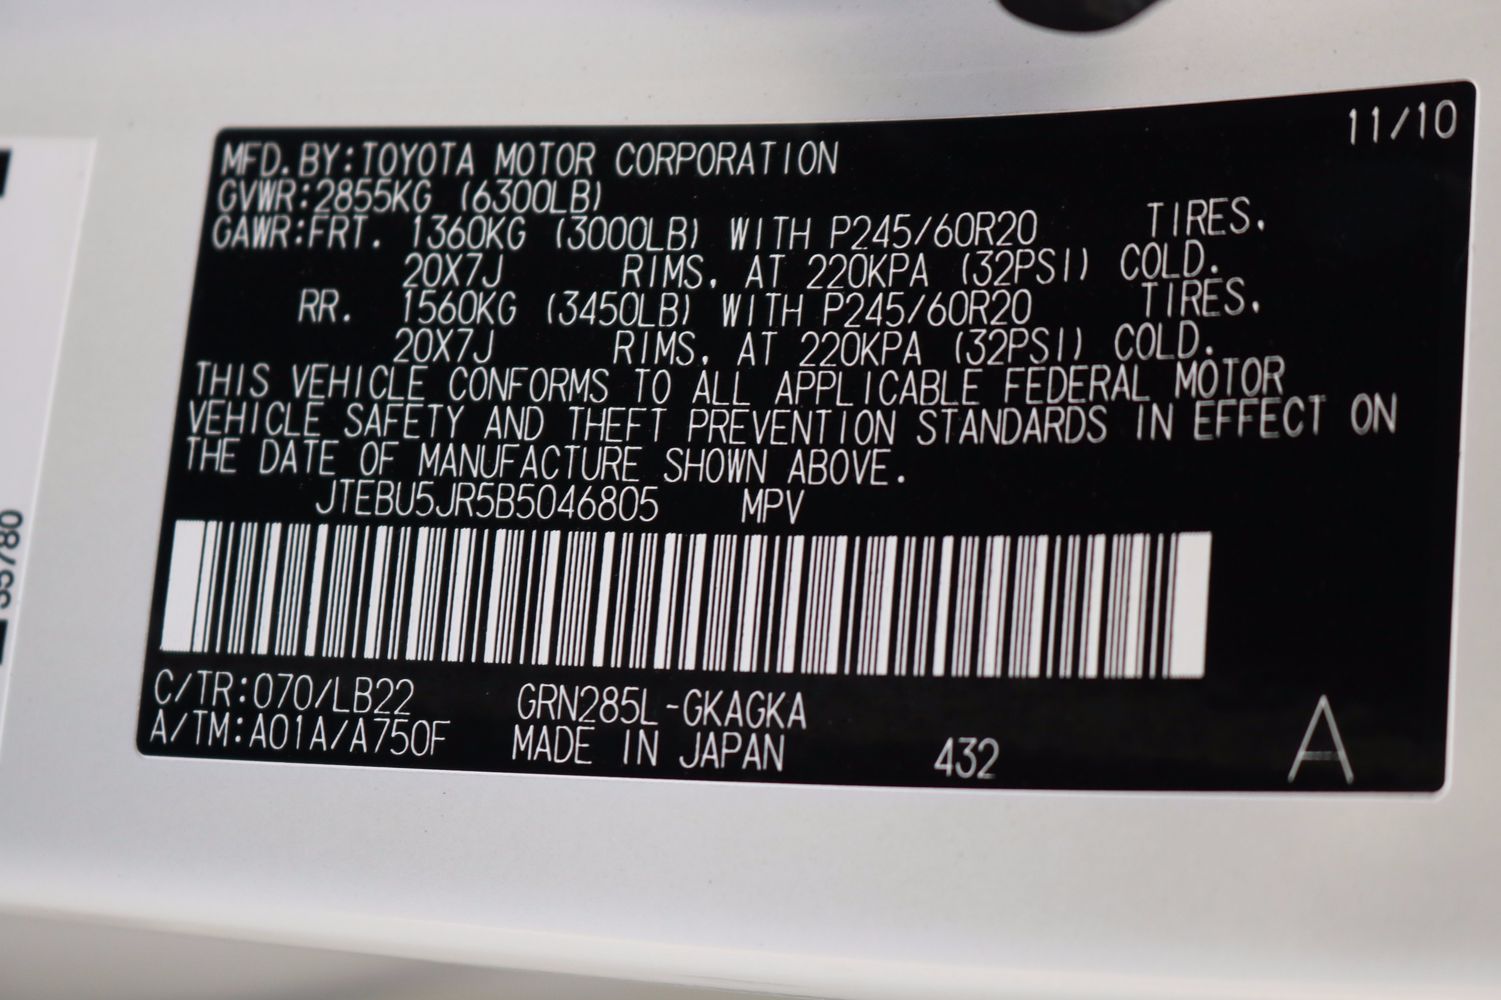 11/10
MFD. BY:TOYOTA MOTOR CORPORATION
GVWR:2855KG (6300LB)
GAWR:FRT. 1360KG (3000LB) WITH P245/60R20 TIRES.
20X7J RIMS, AT 220KPA (32PSI) COLD.
RR. 1560KG (3450LB) WITH P245/60R20 TIRES.
20X7J RIMS, AT 220KPA (32PSI) COLD.
THIS VEHICLE CONFORMS TO ALL APPLICABLE FEDERAL MOTOR
VEHICLE SAFETY AND THEFT PREVENTION STANDARDS IN EFFECT ON
THE DATE OF MANUFACTURE SHOWN ABOVE.
JTEBU5JR5B5046805 MPV
C/TR:070/LB22 GRN285L-GKAGKA
A/TM:A01A/A750F MADE IN JAPAN 432 A